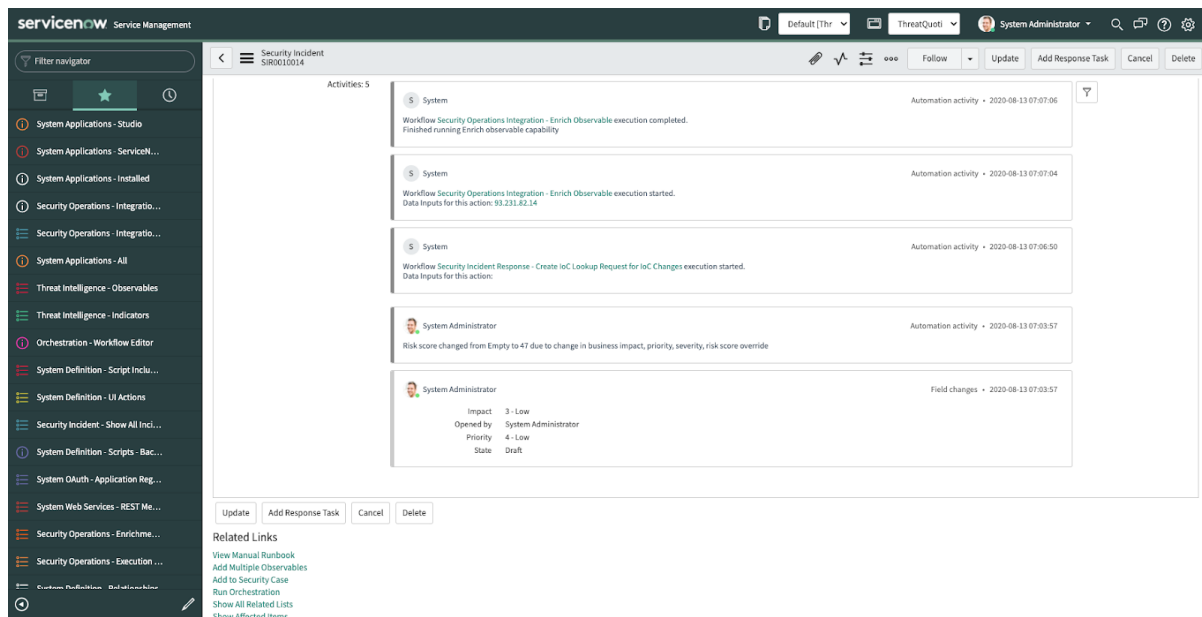 servicenow Service Management
Default [Thr
ThreatQuoti
System Administrator
Filter navigator
System Applications - Studio
System Applications - ServiceN...
System Applications - Installed
Security Operations - Integratio...
Security Operations - Integratio...
System Applications - All
Threat Intelligence - Observables
Threat Intelligence - Indicators
Orchestration - Workflow Editor
System Definition - Script Inclu...
System Definition - UI Actions
Security Incident - Show All Inci...
System Definition - Scripts - Bac...
System OAuth - Application Reg...
System Web Services - REST Me...
Security Operations - Enrichme...
Security Operations - Execution ...
System Definition - Relationships
Security Incident
SIR0010014
Follow
Update
Add Response Task
Cancel
Delete
Activities: 5
S System
Automation activity • 2020-08-13 07:07:06
Workflow Security Operations Integration - Enrich Observable execution completed.
Finished running Enrich observable capability
S System
Automation activity • 2020-08-13 07:07:04
Workflow Security Operations Integration - Enrich Observable execution started.
Data Inputs for this action: 93.231.82.14
S System
Automation activity • 2020-08-13 07:06:50
Workflow Security Incident Response - Create IoC Lookup Request for IoC Changes execution started.
Data Inputs for this action:
System Administrator
Automation activity • 2020-08-13 07:03:57
Risk score changed from Empty to 47 due to change in business impact, priority, severity, risk score override
System Administrator
Field changes • 2020-08-13 07:03:57
Impact 3 - Low
Opened by System Administrator
Priority 4 - Low
State Draft
Update
Add Response Task
Cancel
Delete
Related Links
View Manual Runbook
Add Multiple Observables
Add to Security Case
Run Orchestration
Show All Related Lists
Show Affected Items